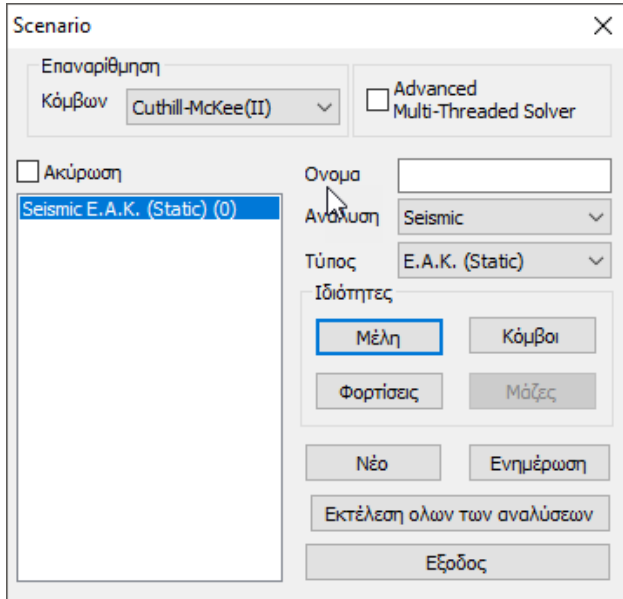 Scenario
Επαναρίθμηση
Κόμβων
Cuthill-McKee(II)
Advanced
Multi-Threaded Solver
Ακύρωση
Seismic E.A.K. (Static) (0)
Ονομα
Ανάλυση
Seismic
Τύπος
E.A.K. (Static)
Ιδιότητες
Μέλη
Κόμβοι
Φορτίσεις
Μάζες
Νέο
Ενημέρωση
Εκτέλεση ολων των αναλύσεων
Εξοδος